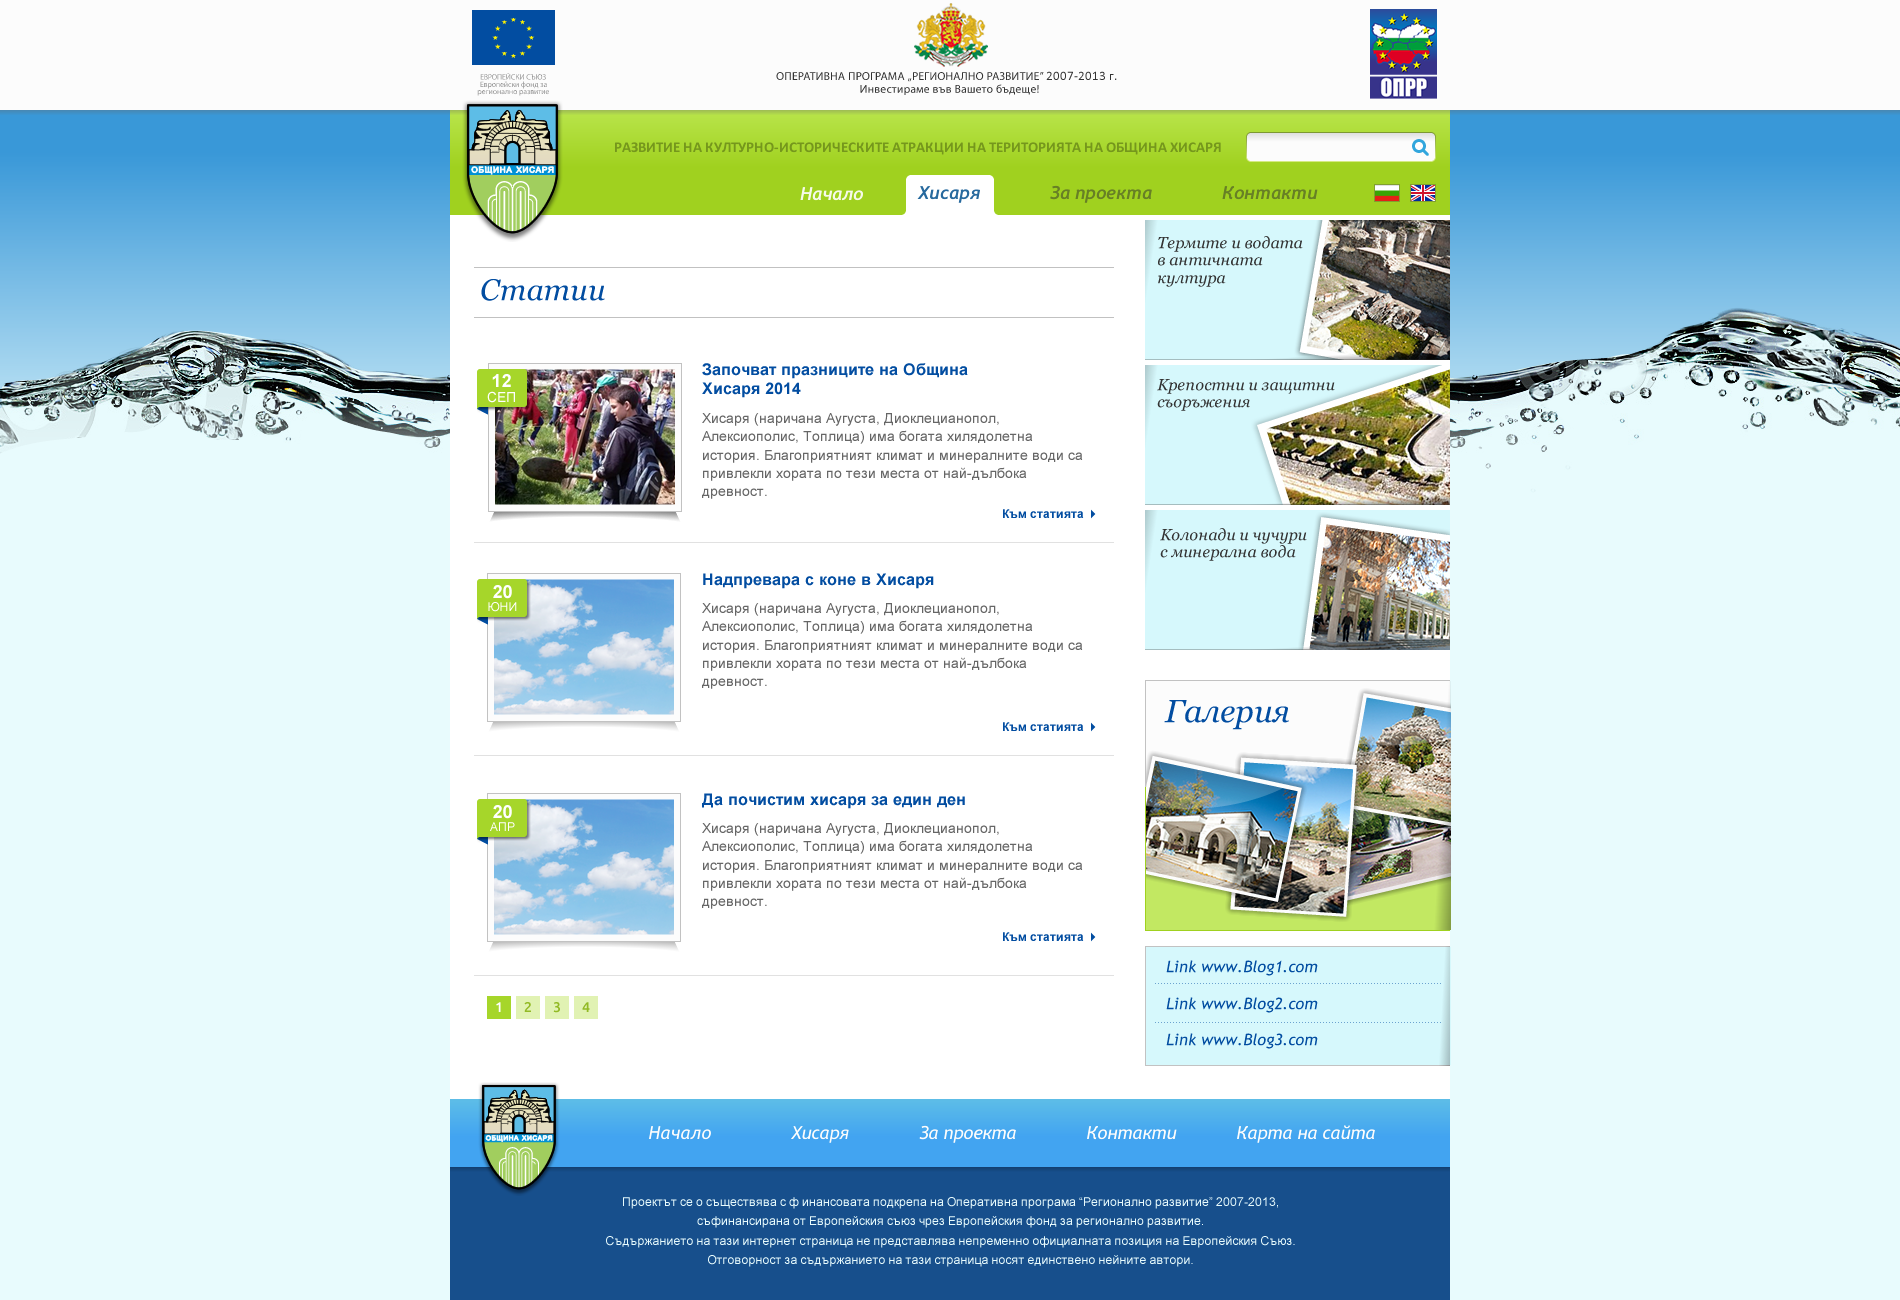 ЕВРОПЕЙСКИ СЪЮЗ
Европейски фонд за
регионално развитие
ОПЕРАТИВНА ПРОГРАМА „РЕГИОНАЛНО РАЗВИТИЕ” 2007-2013 г.
Инвестираме във Вашето бъдеще!
ОПРР
ОБЩИНА ХИСАРЯ
РАЗВИТИЕ НА КУЛТУРНО-ИСТОРИЧЕСКИТЕ АТРАКЦИИ НА ТЕРИТОРИЯТА НА ОБЩИНА ХИСАРЯ
Начало
Хисаря
За проекта
Контакти
Статии
12
СЕП
Започват празниците на Община
Хисаря 2014
Хисаря (наричана Аугуста, Диоклецианопол,
Алексиополис, Топлица) има богата хилядолетна
история. Благоприятният климат и минералните води са
привлекли хората по тези места от най-дълбока
древност.
Към статията
20
ЮНИ
Надпревара с коне в Хисаря
Хисаря (наричана Аугуста, Диоклецианопол,
Алексиополис, Топлица) има богата хилядолетна
история. Благоприятният климат и минералните води са
привлекли хората по тези места от най-дълбока
древност.
Към статията
20
АПР
Да почистим хисаря за един ден
Хисаря (наричана Аугуста, Диоклецианопол,
Алексиополис, Топлица) има богата хилядолетна
история. Благоприятният климат и минералните води са
привлекли хората по тези места от най-дълбока
древност.
Към статията
1 2 3 4
Термите и водата
в античната
култура
Крепостни и защитни
съоръжения
Колонади и чучури
с минерална вода
Галерия
Link www.Blog1.com
Link www.Blog2.com
Link www.Blog3.com
ОБЩИНА ХИСАРЯ
Начало
Хисаря
За проекта
Контакти
Карта на сайта
Проектът се о съществява с ф инансовата подкрепа на Оперативна програма “Регионално развитие” 2007-2013,
съфинансирана от Европейския съюз чрез Европейския фонд за регионално развитие.
Съдържанието на тази интернет страница не представлява непременно официалната позиция на Европейския Съюз.
Отговорност за съдържанието на тази страница носят единствено нейните автори.